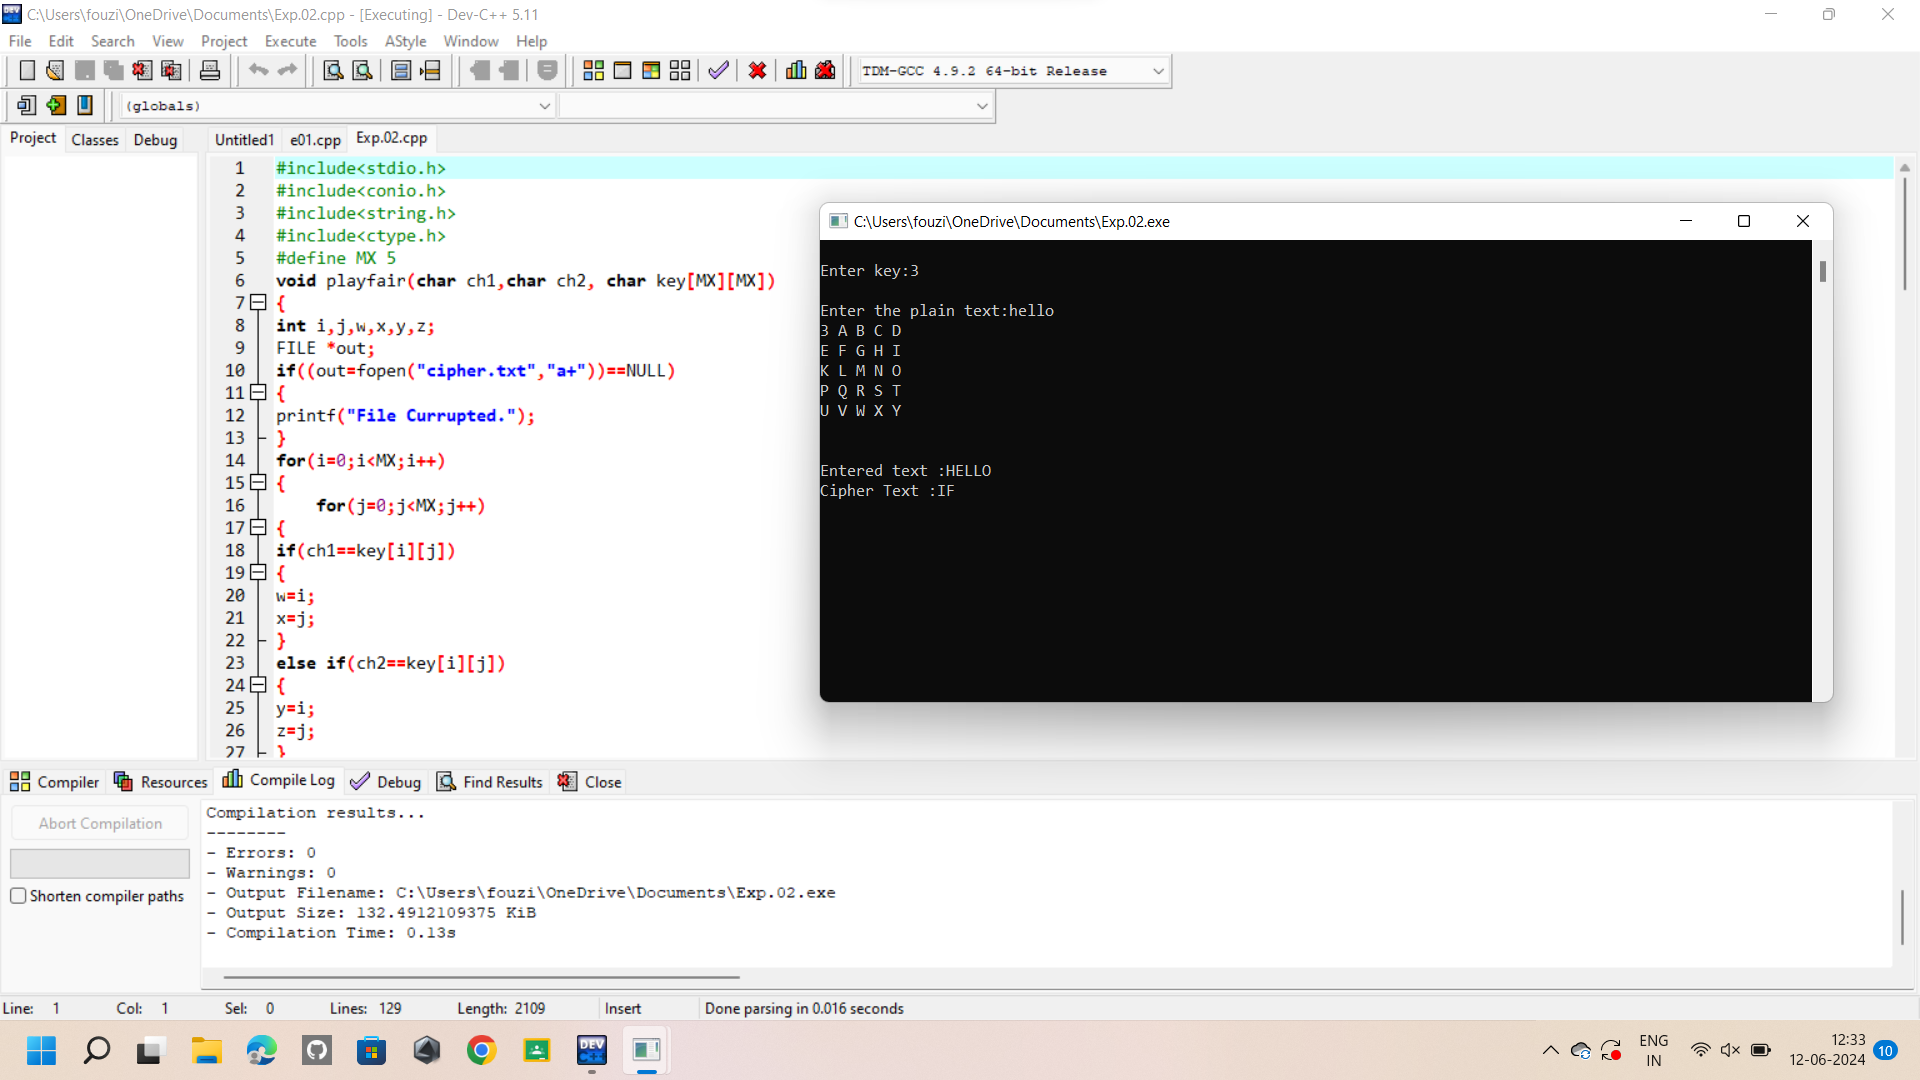 C:\Users\fouzi\OneDrive\Documents\Exp.02.cpp - [Executing] - Dev-C++ 5.11
File Edit Search View Project Execute Tools AStyle Window Help
TDM-GCC 4.9.2 64-bit Release
(globals)
Project Classes Debug Untitled1 e01.cpp Exp.02.cpp
1 #include<stdio.h>
2 #include<conio.h>
3 #include<string.h>
4 #include<ctype.h>
5 #define MX 5
6 void playfair(char ch1,char ch2, char key[MX][MX])
7 {
8 int i,j,w,x,y,z;
9 FILE *out;
10 if((out=fopen("cipher.txt","a+"))==NULL)
11 {
12 printf("File Currupted.");
13 }
14 for(i=0;i<MX;i++)
15 {
16 for(j=0;j<MX;j++)
17 {
18 if(ch1==key[i][j])
19 {
20 w=i;
21 x=j;
22 }
23 else if(ch2==key[i][j])
24 {
25 y=i;
26 z=j;
27 }
C:\Users\fouzi\OneDrive\Documents\Exp.02.exe
Enter key:3
Enter the plain text:hello
3 A B C D
E F G H I
K L M N O
P Q R S T
U V W X Y
Entered text :HELLO
Cipher Text :IF
Compiler Resources Compile Log Debug Find Results Close
Abort Compilation
Shorten compiler paths
Compilation results...
--------
- Errors: 0
- Warnings: 0
- Output Filename: C:\Users\fouzi\OneDrive\Documents\Exp.02.exe
- Output Size: 132.4912109375 KiB
- Compilation Time: 0.13s
Line: 1 Col: 1 Sel: 0 Lines: 129 Length: 2109 Insert Done parsing in 0.016 seconds
DEV C++
ENG
IN
12:33
12-06-2024
10